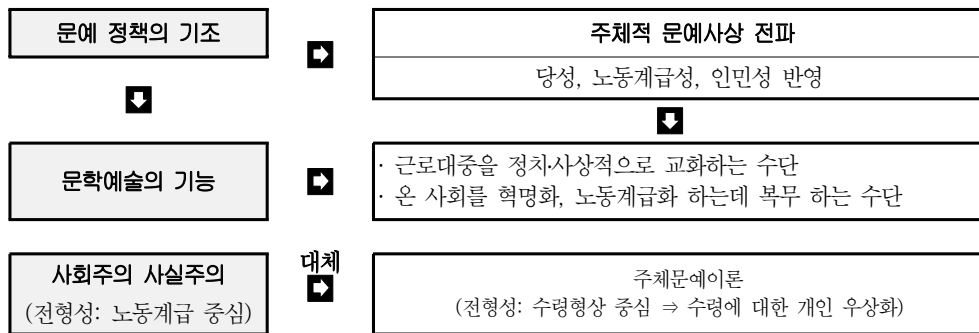 문예 정책의 기조
주체적 문예사상 전파
당성, 노동계급성, 인민성 반영
문학예술의 기능
· 근로대중을 정치·사상적으로 교화하는 수단
· 온 사회를 혁명화, 노동계급화 하는데 복무 하는 수단
사회주의 사실주의
(전형성: 노동계급 중심)
대체
주체문예이론
(전형성: 수령형상 중심 ⇒ 수령에 대한 개인 우상화)